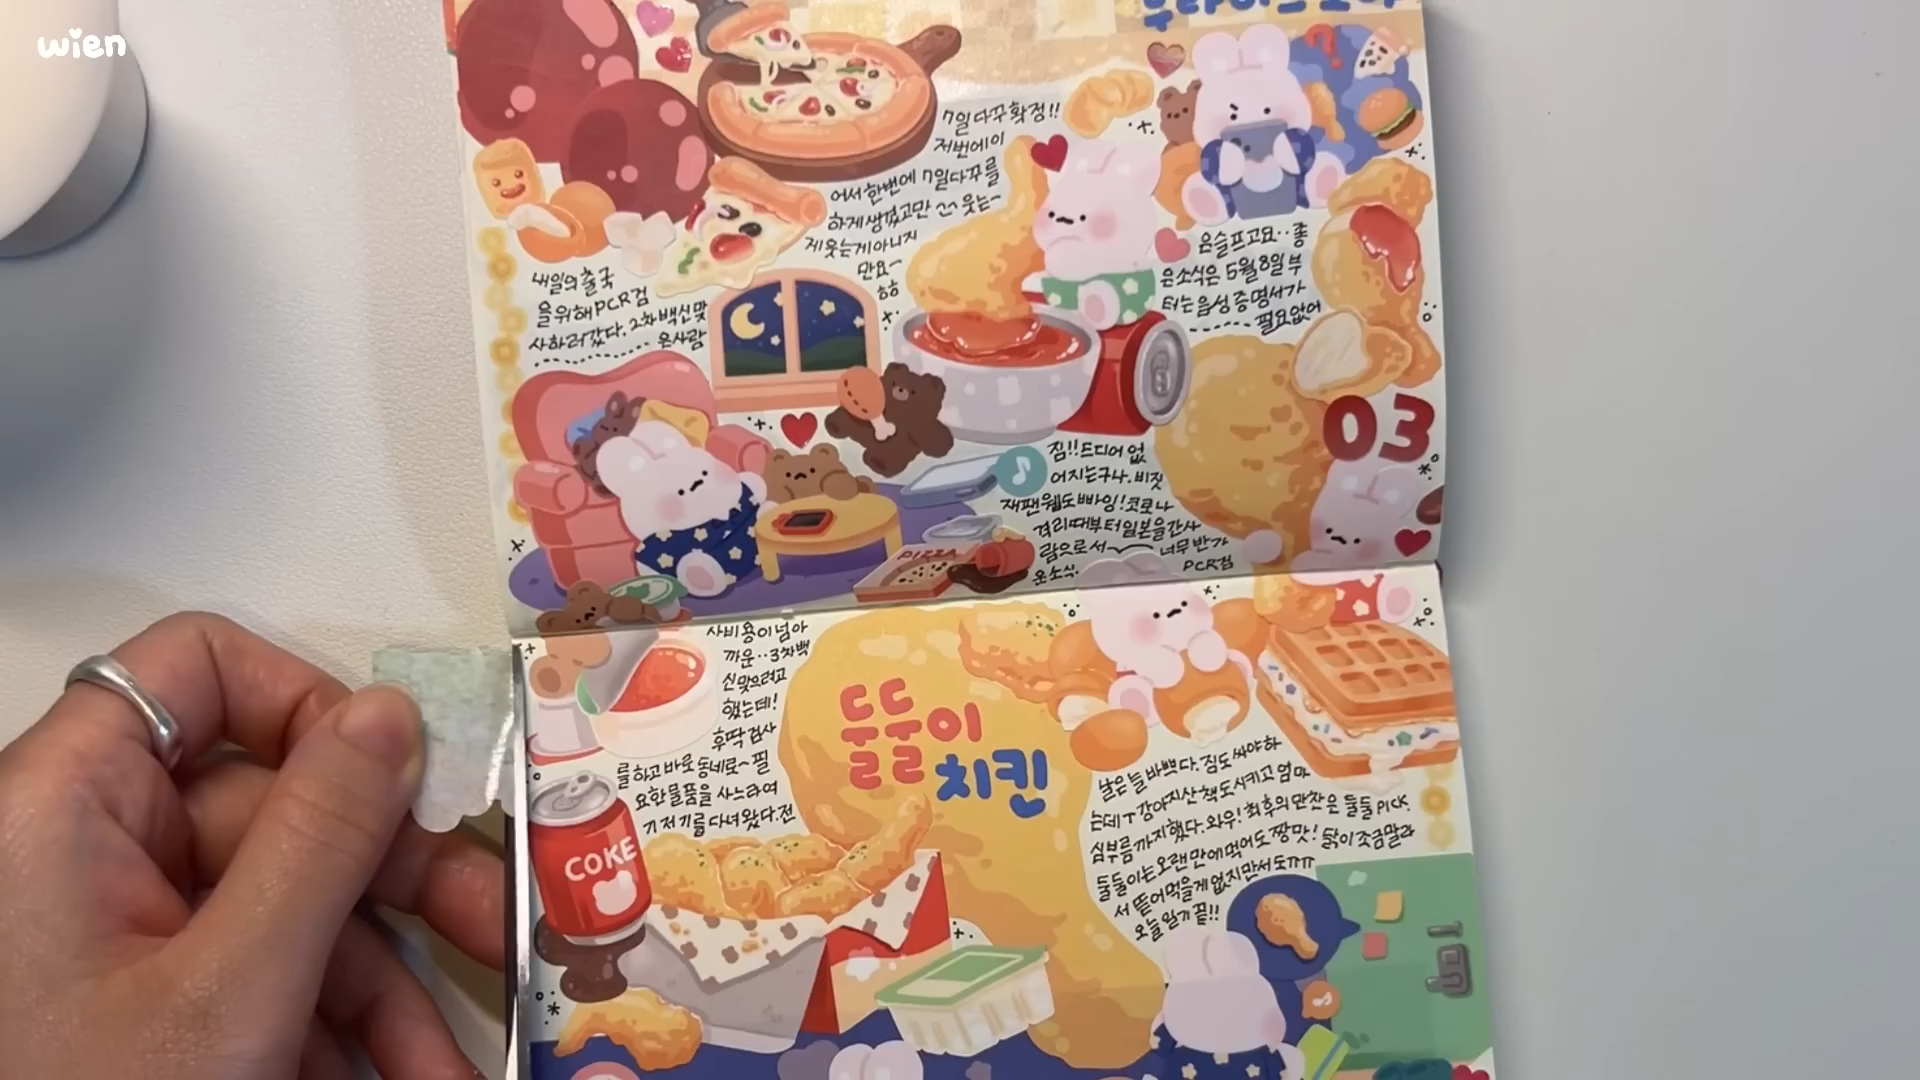 wien
7일 다꾸 확정!!
저번에 이
어서 한번에 7일 다꾸를
하게 생겼고만 ^^ 웃는~
제 웃는게 아니지
만요~
ㅎㅎ
내일의 출국
을 위해 PCR검
사하러 갔다. 2차 백신 맞
은 사람
은 슬프고요.. 좋
은 소식은 5월 8일 부
터는 음성 증명서가
필요없어
03
짐!! 드디어 없
어지는구나. 비짓
재팬 웹도 빠잉! 코로나
격리때부터 일본을 간 사
람으로서 너무 반가
운 소식.
PCR검
PIZZA
사비용이 넘 아
까운.. 3차 백
신 맞으려고
했는데!
후딱 검사
를 하고 바로 동네로~ 필
요한 물품을 사느라 여
기저기를 다녀왔다. 전
둘둘이
치킨
COKE
날은 늘 바쁘다. 짐도 싸야 하
는데 강아지 산책도 시키고 엄마
심부름까지 했다. 와우! 최후의 만찬은 둘둘 PICK.
둘둘이는 오랜만에 먹어도 짱맛! 닭이 조금 말라
서 뜯어먹을게 없지만서도ㅠㅠ
오늘 일기 끝!!